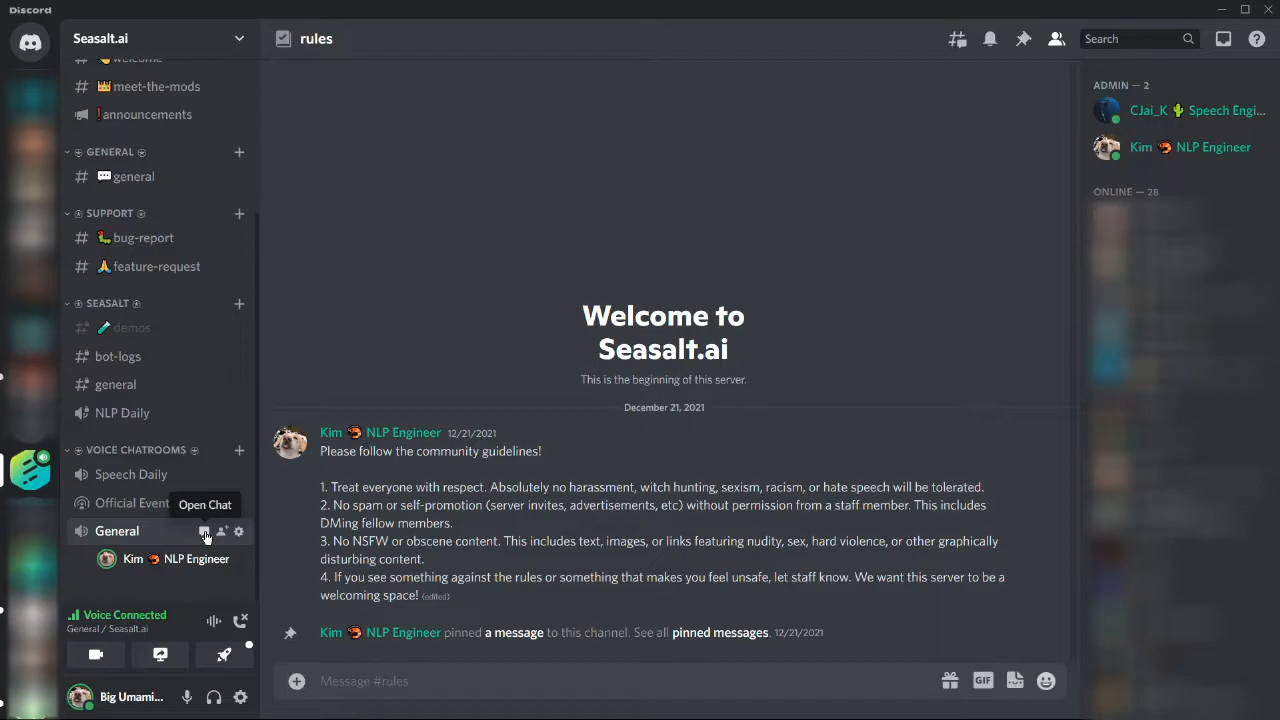 Discord
Seasalt.ai
rules
Search
welcome
meet-the-mods
announcements
GENERAL
general
SUPPORT
bug-report
feature-request
SEASALT
demos
bot-logs
general
NLP Daily
VOICE CHATROOMS
Speech Daily
Official Event
Open Chat
General
Kim 🦐 NLP Engineer
Voice Connected
General / Seasalt.ai
Big Umami...
Welcome to
Seasalt.ai
This is the beginning of this server.
December 21, 2021
Kim 🦐 NLP Engineer 12/21/2021
Please follow the community guidelines!
1. Treat everyone with respect. Absolutely no harassment, witch hunting, sexism, racism, or hate speech will be tolerated.
2. No spam or self-promotion (server invites, advertisements, etc) without permission from a staff member. This includes
DMing fellow members.
3. No NSFW or obscene content. This includes text, images, or links featuring nudity, sex, hard violence, or other graphically
disturbing content.
4. If you see something against the rules or something that makes you feel unsafe, let staff know. We want this server to be a
welcoming space! (edited)
Kim 🦐 NLP Engineer pinned a message to this channel. See all pinned messages. 12/21/2021
Message #rules
GIF
ADMIN — 2
CJai_K 🌵 Speech Engi...
Kim 🦐 NLP Engineer
ONLINE — 28